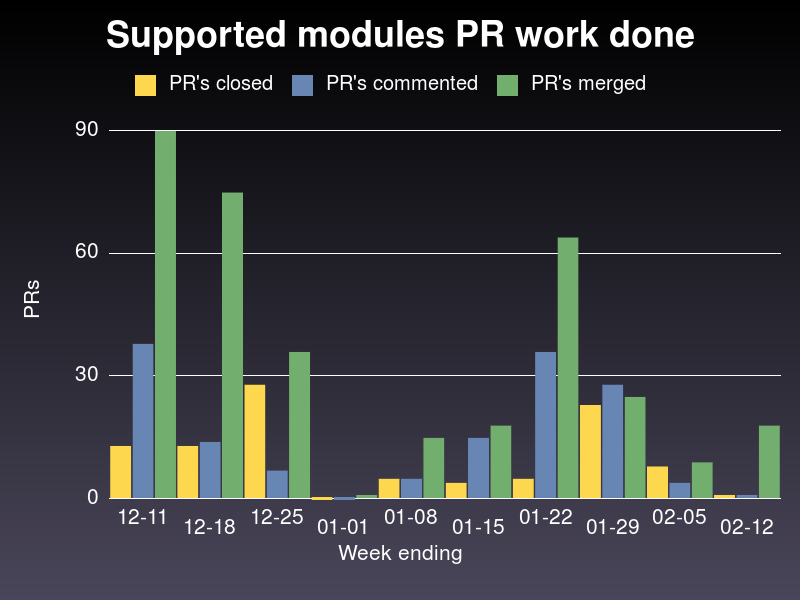 Supported modules PR work done
PR's closed PR's commented PR's merged
90
60
30
0
PRs
12-11 12-18 12-25 01-01 01-08 01-15 01-22 01-29 02-05 02-12
Week ending